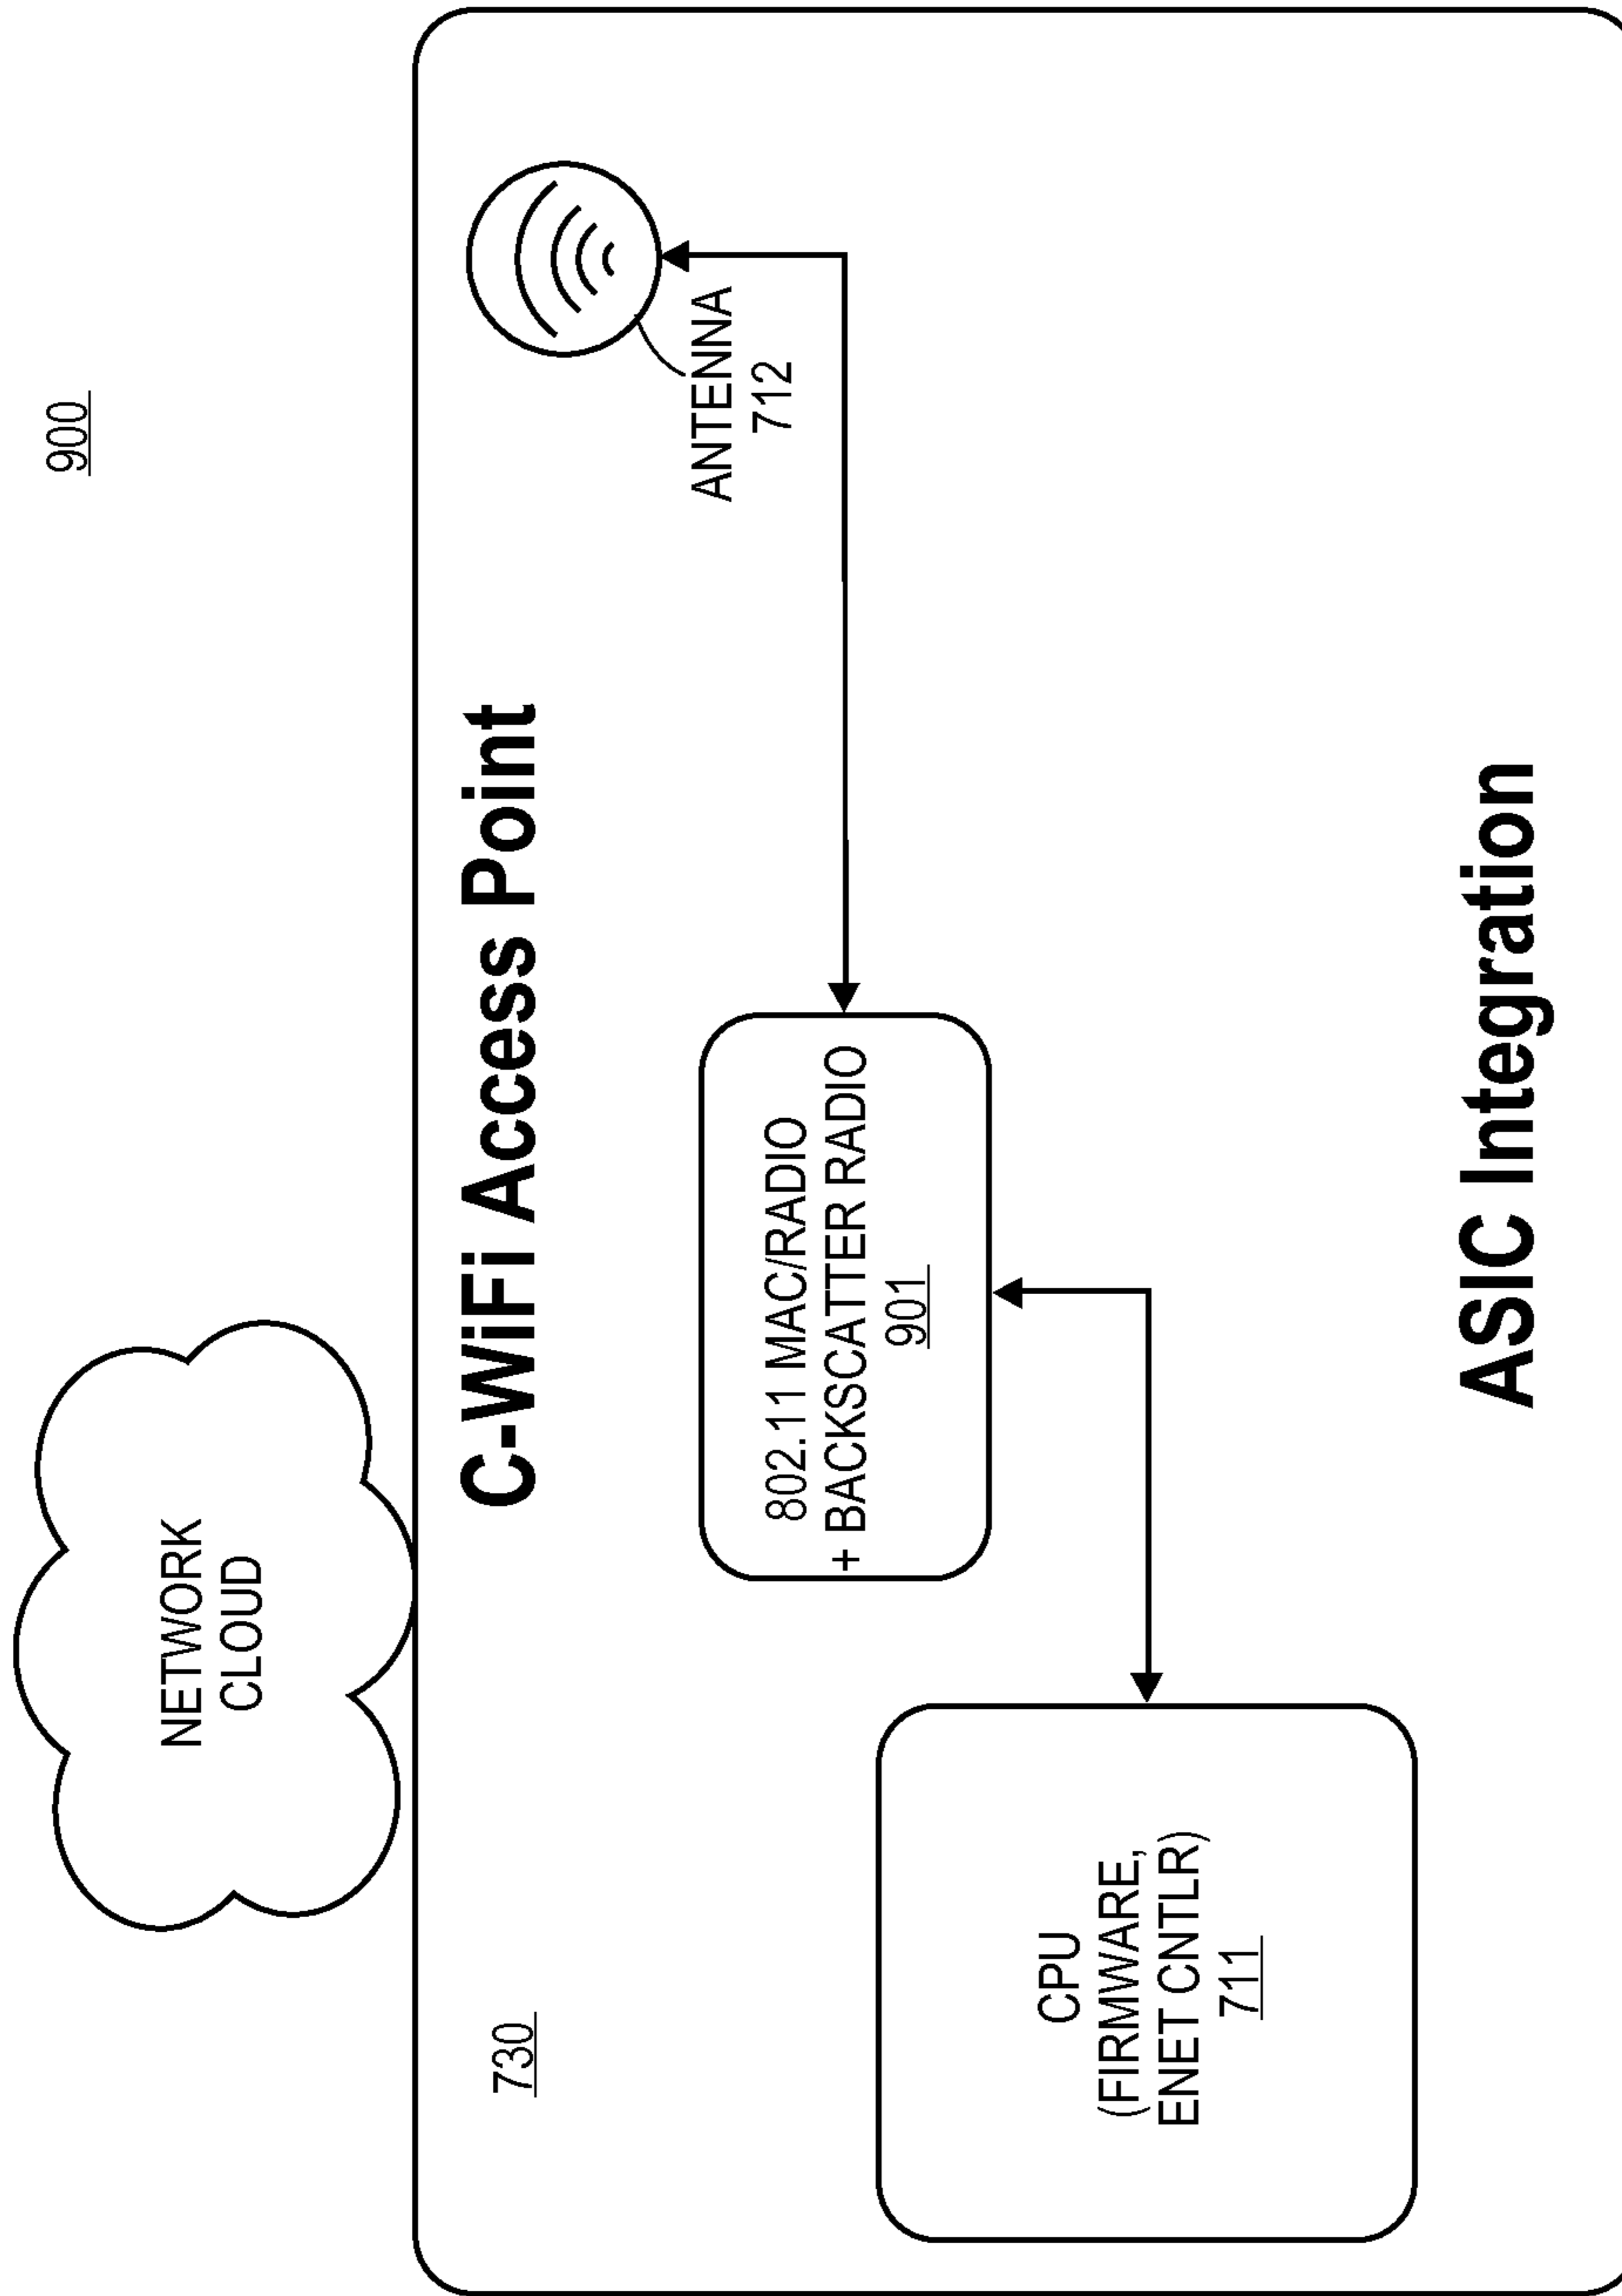 900
NETWORK
CLOUD
730
C-WiFi Access Point
ANTENNA
712
802.11 MAC/RADIO
+ BACKSCATTER RADIO
901
CPU
(FIRMWARE,
ENET CNTLR)
711
ASIC Integration